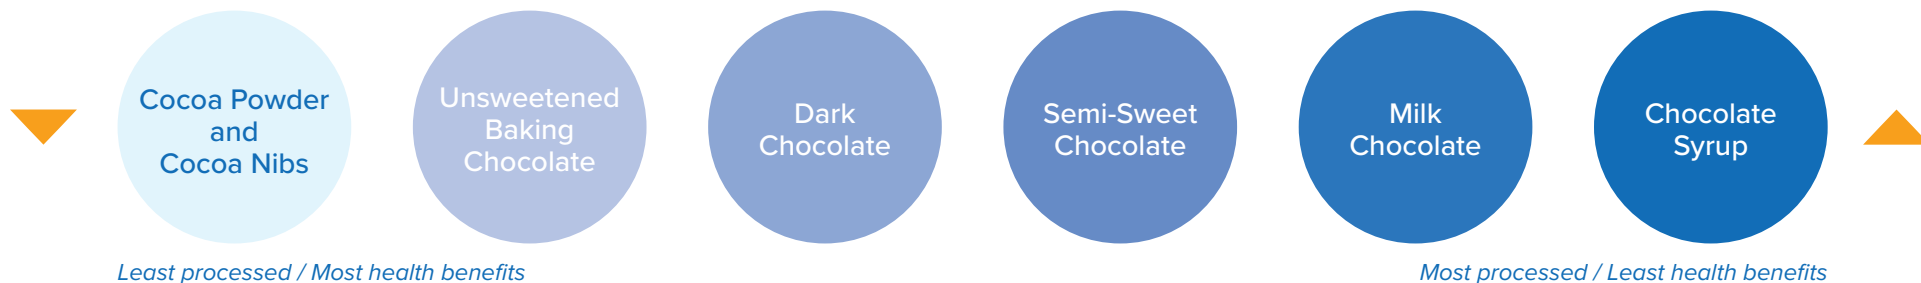 Cocoa Powder
and
Cocoa Nibs
Unsweetened
Baking
Chocolate
Dark
Chocolate
Semi-Sweet
Chocolate
Milk
Chocolate
Chocolate
Syrup
Least processed / Most health benefits
Most processed / Least health benefits